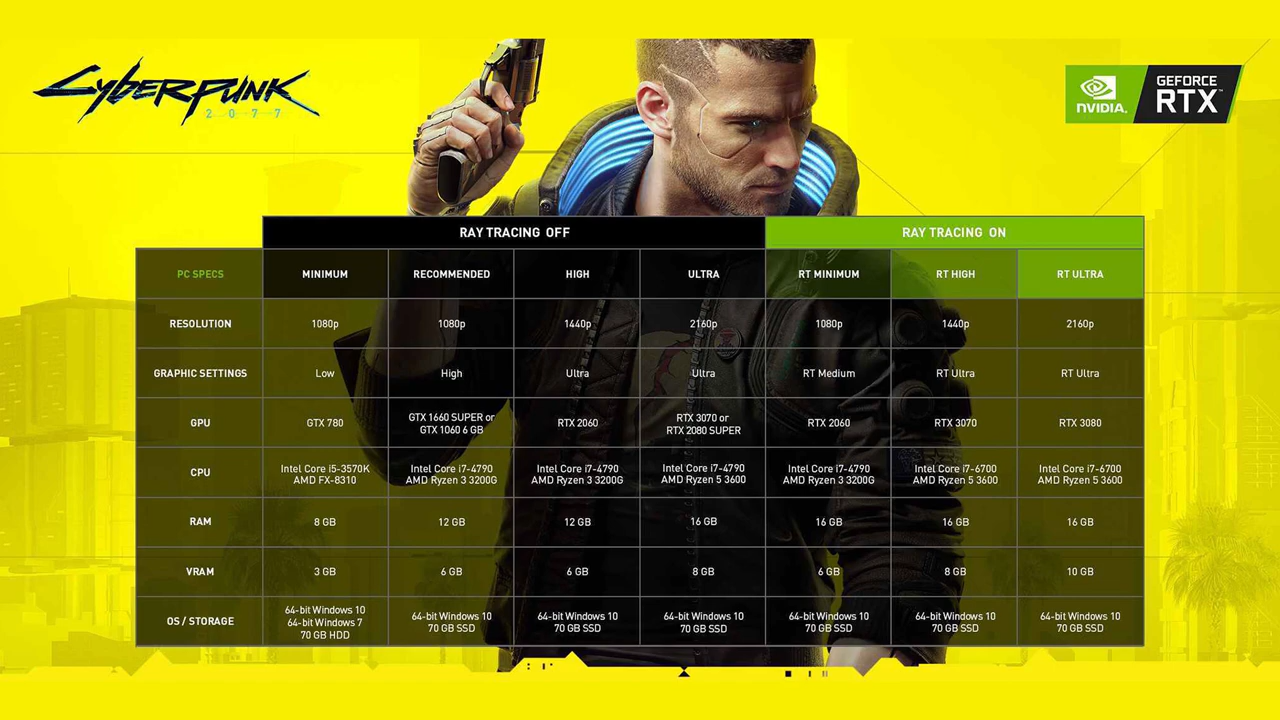 CYBERPUNK
2077
NVIDIA.
GEFORCE
RTX™
RAY TRACING OFF
RAY TRACING ON
PC SPECS MINIMUM RECOMMENDED HIGH ULTRA RT MINIMUM RT HIGH RT ULTRA
RESOLUTION 1080p 1080p 1440p 2160p 1080p 1440p 2160p
GRAPHIC SETTINGS Low High Ultra Ultra RT Medium RT Ultra RT Ultra
GPU GTX 780 GTX 1660 SUPER or GTX 1060 6 GB RTX 2060 RTX 3070 or RTX 2080 SUPER RTX 2060 RTX 3070 RTX 3080
CPU Intel Core i5-3570K AMD FX-8310 Intel Core i7-4790 AMD Ryzen 3 3200G Intel Core i7-4790 AMD Ryzen 3 3200G Intel Core i7-4790 AMD Ryzen 5 3600 Intel Core i7-4790 AMD Ryzen 3 3200G Intel Core i7-6700 AMD Ryzen 5 3600 Intel Core i7-6700 AMD Ryzen 5 3600
RAM 8 GB 12 GB 12 GB 16 GB 16 GB 16 GB 16 GB
VRAM 3 GB 6 GB 6 GB 8 GB 6 GB 8 GB 10 GB
OS / STORAGE 64-bit Windows 10 64-bit Windows 7 70 GB HDD 64-bit Windows 10 70 GB SSD 64-bit Windows 10 70 GB SSD 64-bit Windows 10 70 GB SSD 64-bit Windows 10 70 GB SSD 64-bit Windows 10 70 GB SSD 64-bit Windows 10 70 GB SSD